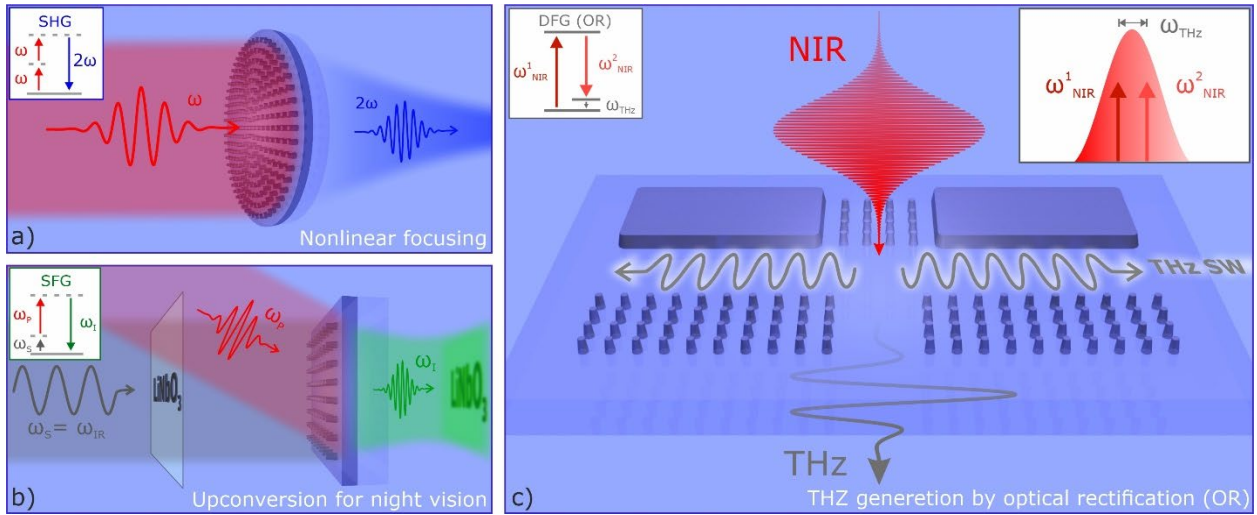 SHG
ω
ω
2ω
ω
2ω
a)
Nonlinear focusing
SFG
ωP
ωS
ωI
ωP
LiNbO3
ωS= ωIR
ωI
LiNbO3
b)
Upconversion for night vision
DFG (OR)
ω1NIR
ω2NIR
ωTHz
NIR
ωTHz
ω1NIR
ω2NIR
THz SW
THz
c)
THZ generetion by optical rectification (OR)